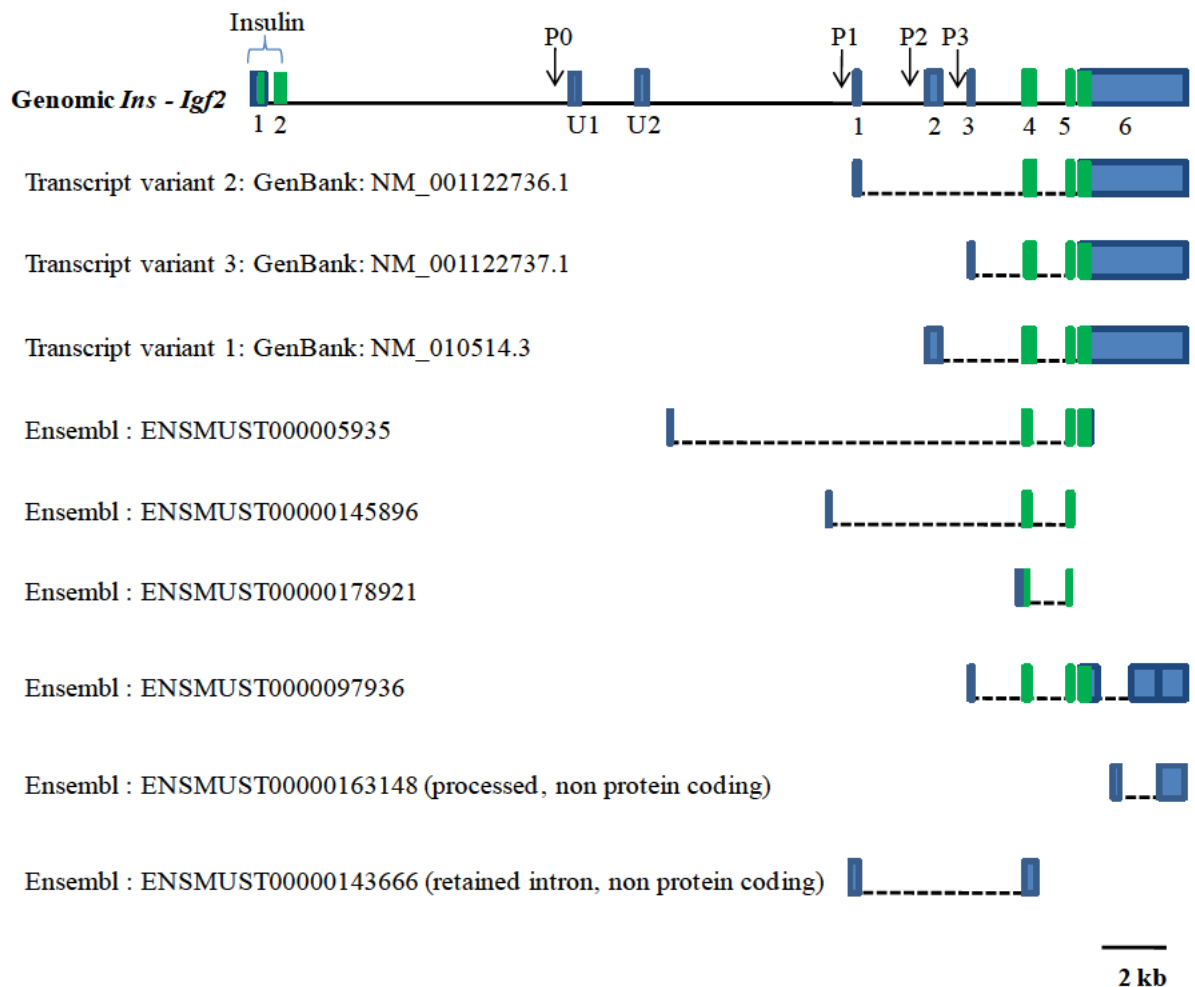 Insulin
P0 P1 P2 P3
Genomic Ins - Igf2
1 2 U1 U2 1 2 3 4 5 6
Transcript variant 2: GenBank: NM_001122736.1
Transcript variant 3: GenBank: NM_001122737.1
Transcript variant 1: GenBank: NM_010514.3
Ensembl : ENSMUST000005935
Ensembl : ENSMUST00000145896
Ensembl : ENSMUST00000178921
Ensembl : ENSMUST0000097936
Ensembl : ENSMUST00000163148 (processed, non protein coding)
Ensembl : ENSMUST00000143666 (retained intron, non protein coding)
2 kb